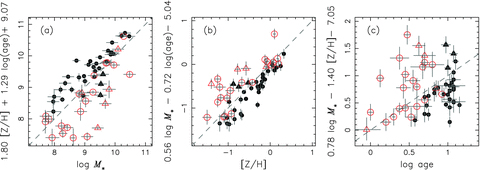 (a)
1.80 [Z/H] + 1.29 log(age)+ 9.07
11
10
9
8
8 9 10 11
log M*
(b)
0.56 log M* - 0.72 log(age)- 5.04
1
0
-1
-1 0 1
[Z/H]
(c)
0.78 log M* - 1.40 [Z/H]- 7.05
2
1.5
1
0.5
0
0 0.5 1
log age